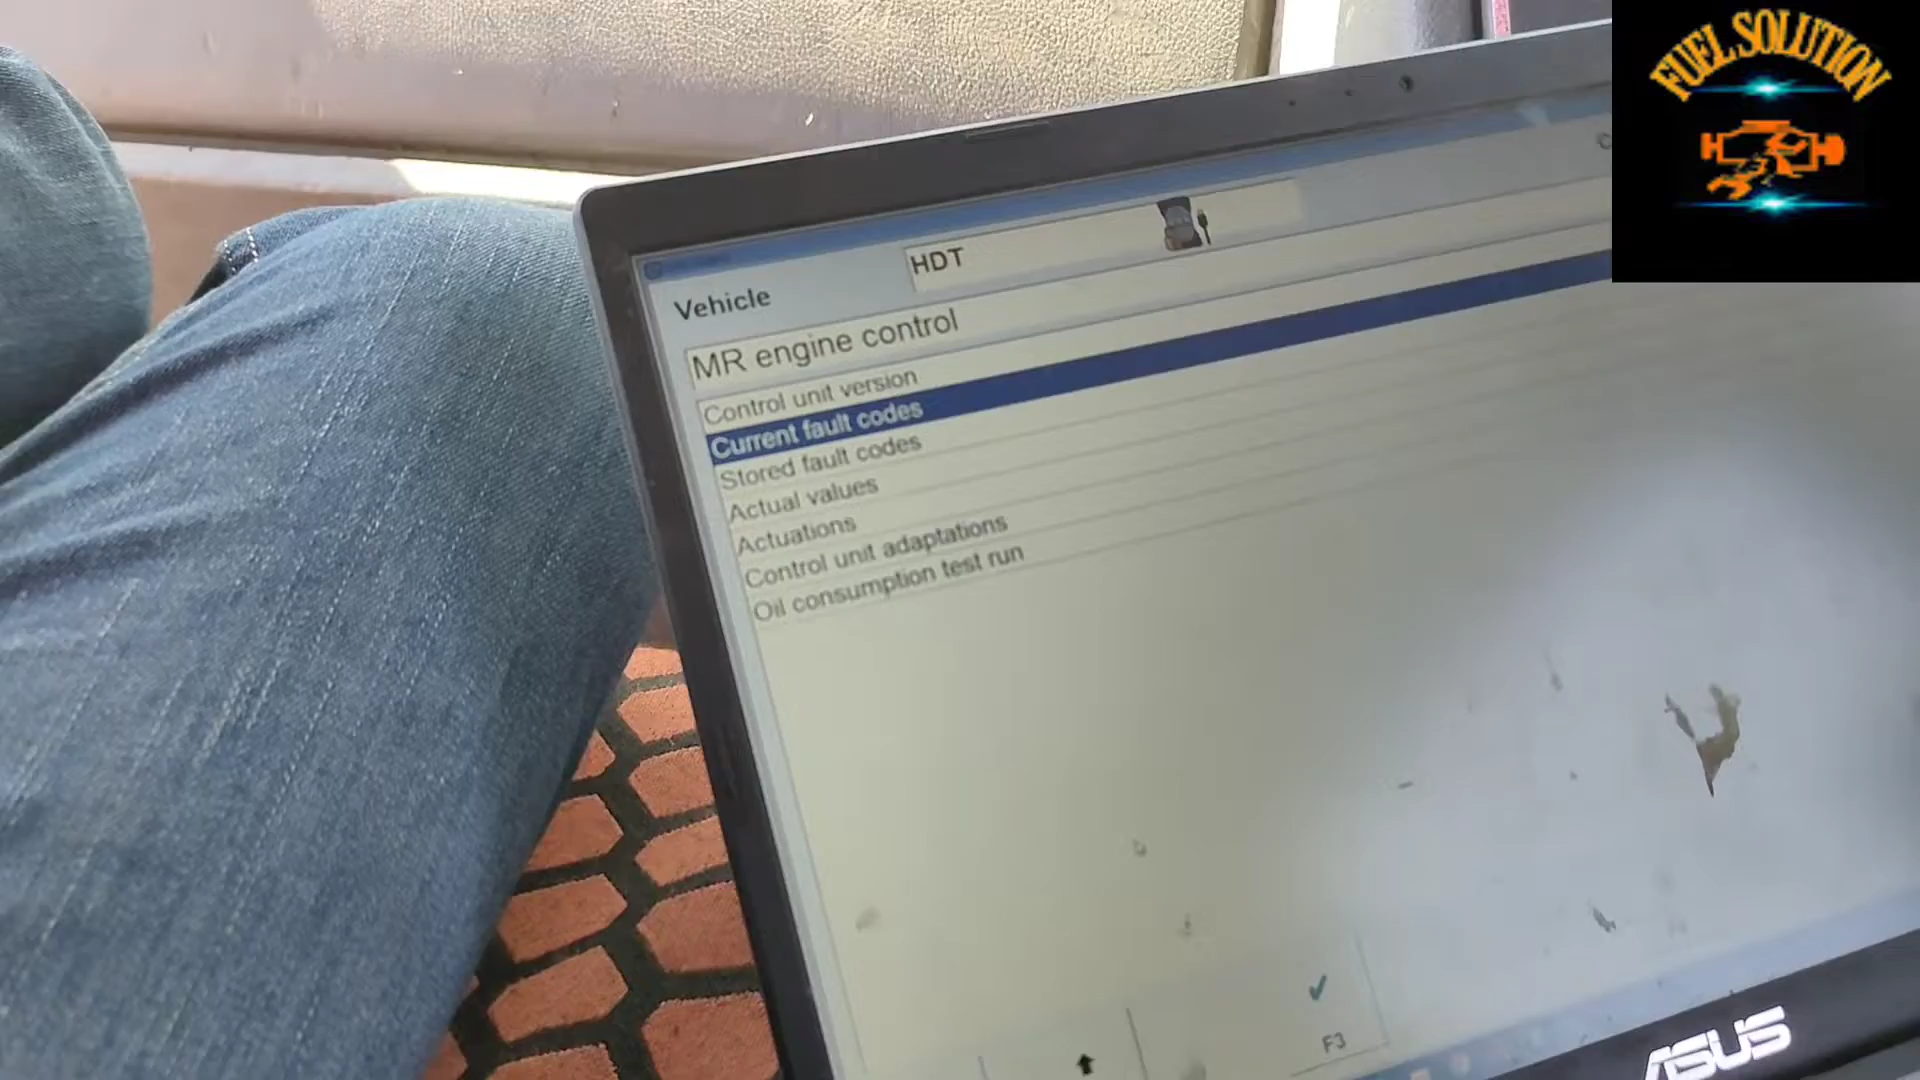 FUEL SOLUTION
HDT
Vehicle
MR engine control
Control unit version
Current fault codes
Stored fault codes
Actual values
Actuations
Control unit adaptations
Oil consumption test run
F3
ASUS